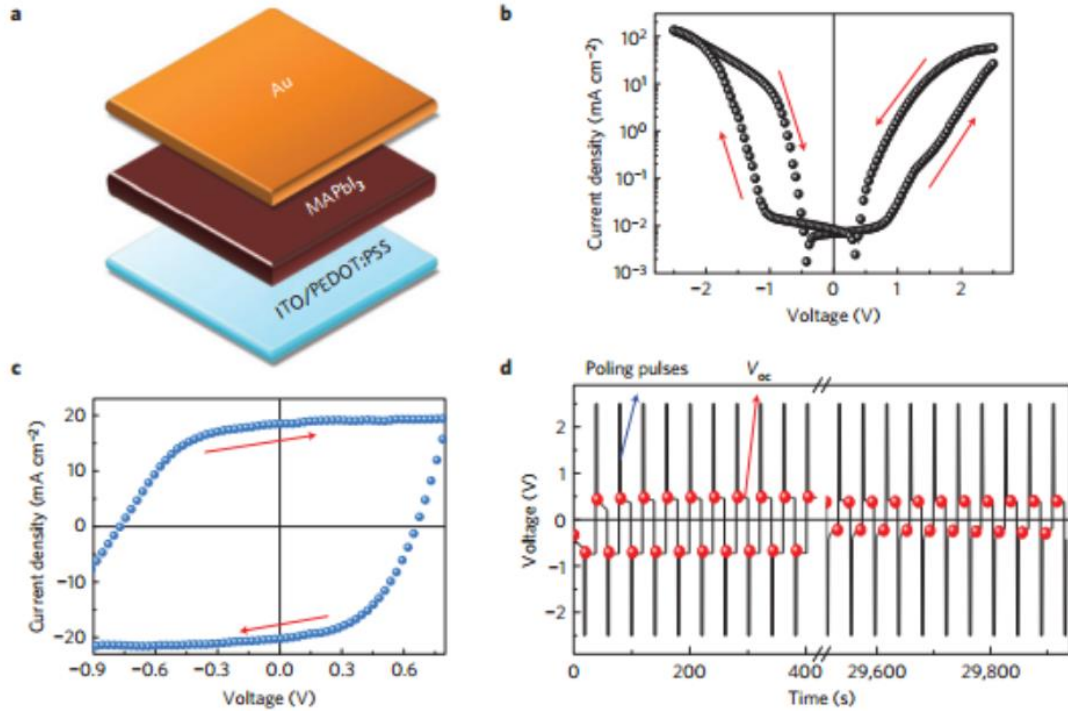 a
Au
MAPbI₃
ITO/PEDOT:PSS
b
Current density (mA cm⁻²)
10²
10¹
10⁰
10⁻¹
10⁻²
10⁻³
−2 −1 0 1 2
Voltage (V)
c
Current density (mA cm⁻²)
20
10
0
−10
−20
−0.9 −0.6 −0.3 0.0 0.3 0.6
Voltage (V)
d
Poling pulses Voc
Voltage (V)
2
1
0
−1
−2
0 200 400 29,600 29,800
Time (s)